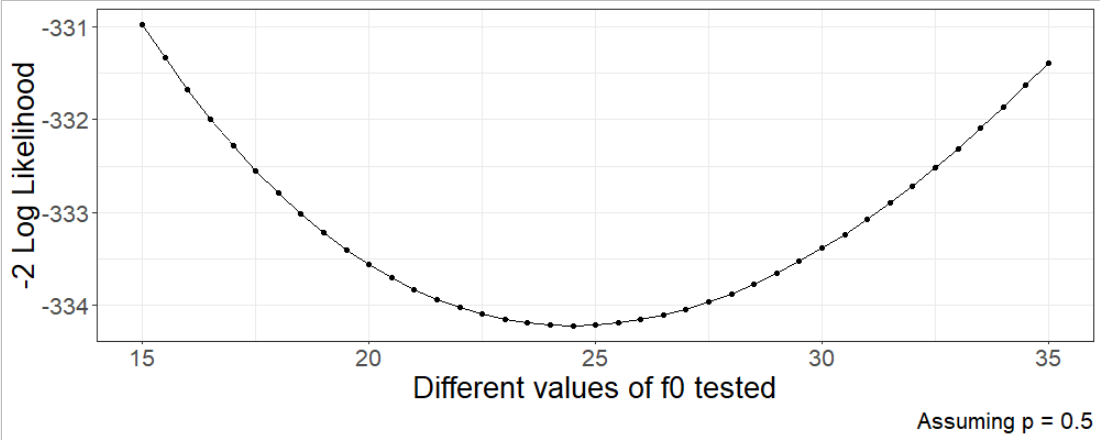 -2 Log Likelihood
-331
-332
-333
-334
15 20 25 30 35
Different values of f0 tested
Assuming p = 0.5